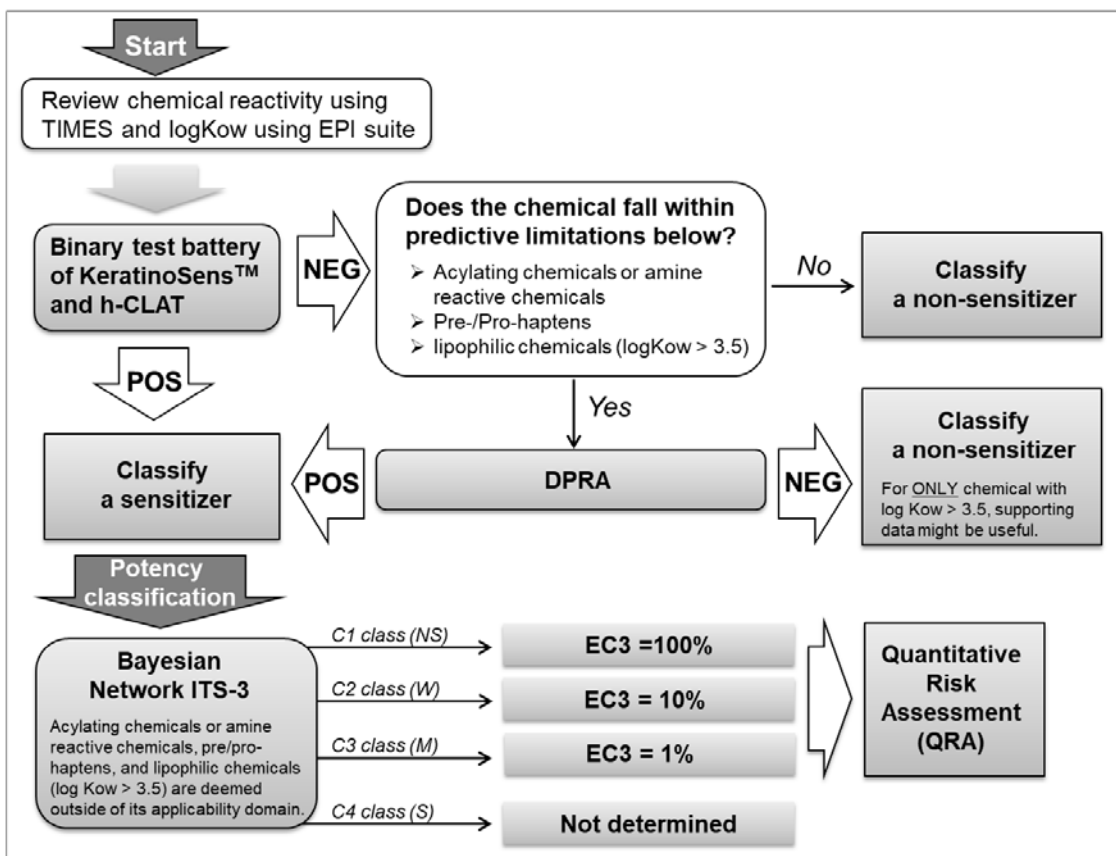 Start
Review chemical reactivity using
TIMES and logKow using EPI suite
Binary test battery
of KeratinoSens™
and h-CLAT
NEG
Does the chemical fall within
predictive limitations below?
➢ Acylating chemicals or amine
reactive chemicals
➢ Pre-/Pro-haptens
➢ lipophilic chemicals (logKow > 3.5)
No
Classify
a non-sensitizer
POS
Yes
Classify
a sensitizer
POS
DPRA
NEG
Classify
a non-sensitizer
For ONLY chemical with
log Kow > 3.5, supporting
data might be useful.
Potency
classification
Bayesian
Network ITS-3
Acylating chemicals or amine
reactive chemicals, pre/pro-
haptens, and lipophilic chemicals
(log Kow > 3.5) are deemed
outside of its applicability domain.
C1 class (NS)
EC3 =100%
C2 class (W)
EC3 = 10%
C3 class (M)
EC3 = 1%
C4 class (S)
Not determined
Quantitative
Risk
Assessment
(QRA)